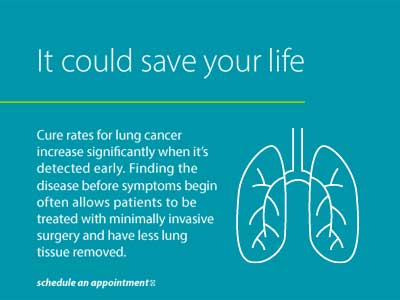 It could save your life
Cure rates for lung cancer
increase significantly when it's
detected early. Finding the
disease before symptoms begin
often allows patients to be
treated with minimally invasive
surgery and have less lung
tissue removed.
schedule an appointment